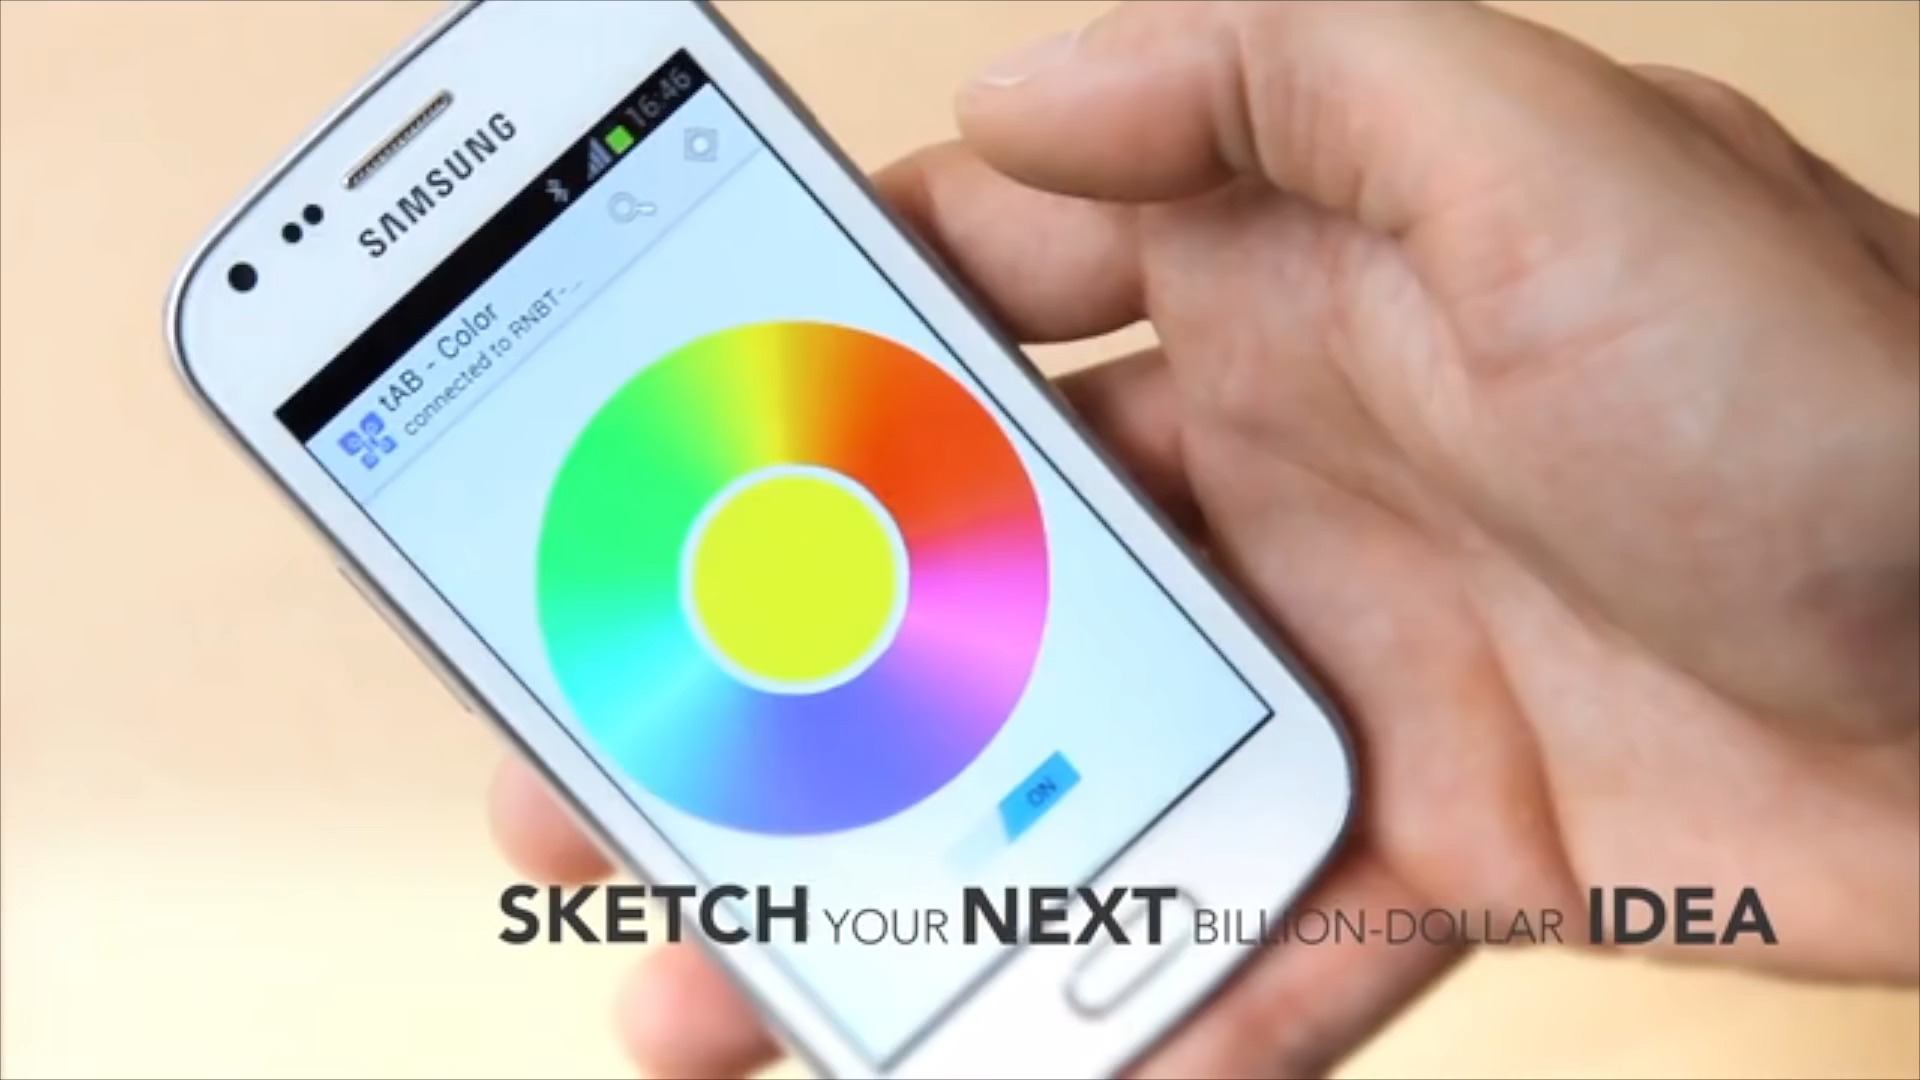 16:46
SAMSUNG
tAB - Color
connected to RNBT-...
ON
SKETCH YOUR NEXT BILLION-DOLLAR IDEA